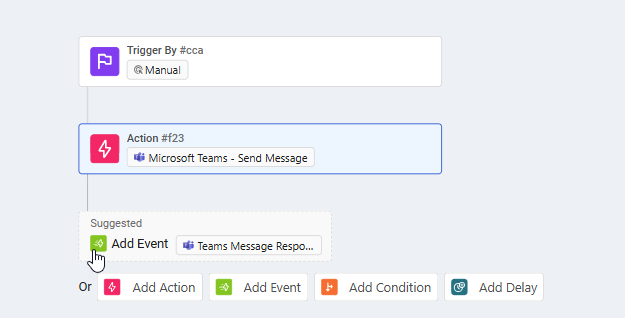 Trigger By #cca
Manual
Action #f23
Microsoft Teams - Send Message
Suggested
Add Event Teams Message Respo...
Or Add Action Add Event Add Condition Add Delay